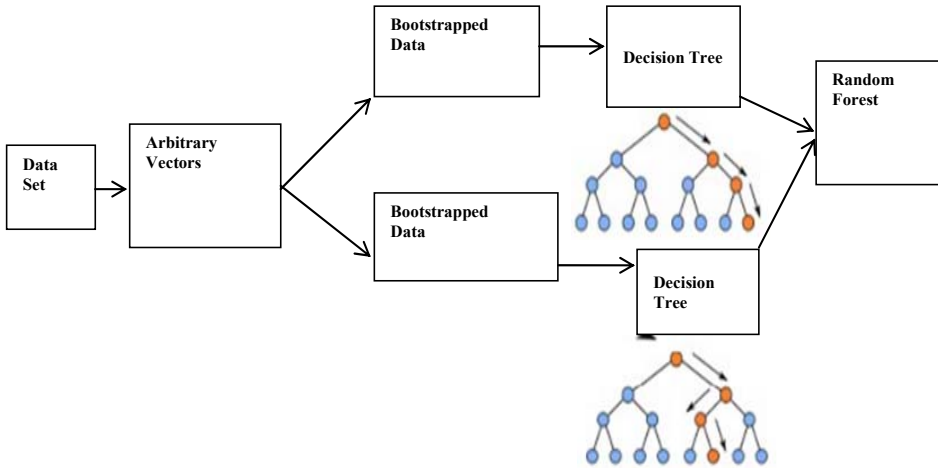 Data
Set
Arbitrary
Vectors
Bootstrapped
Data
Decision Tree
Random
Forest
Bootstrapped
Data
Decision
Tree